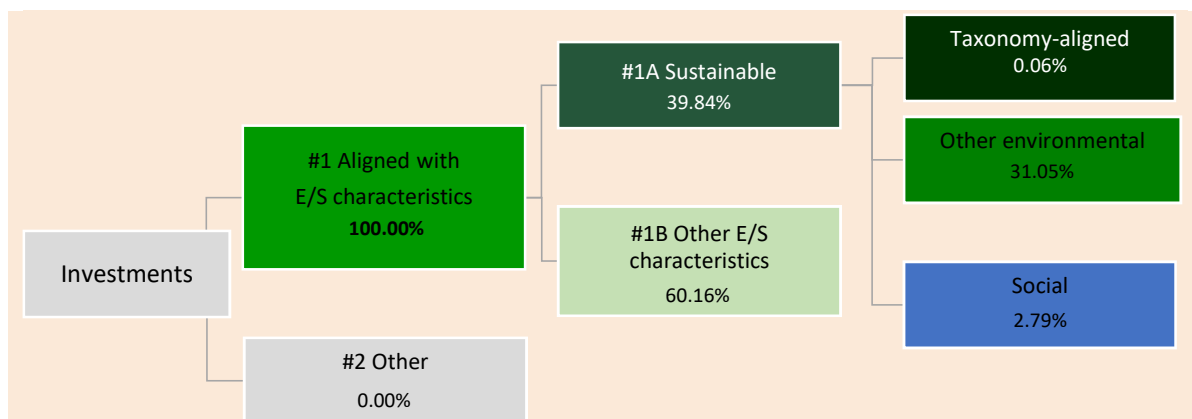 Investments
#1 Aligned with
E/S characteristics
100.00%
#2 Other
0.00%
#1A Sustainable
39.84%
#1B Other E/S
characteristics
60.16%
Taxonomy-aligned
0.06%
Other environmental
31.05%
Social
2.79%